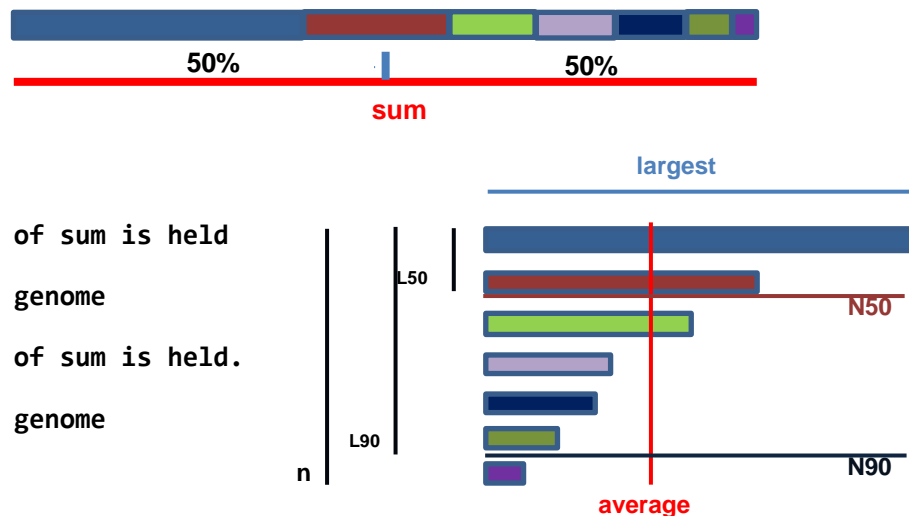 50% 50%
sum
largest
of sum is held
L50
genome
N50
of sum is held.
genome
L90
N90
n
average